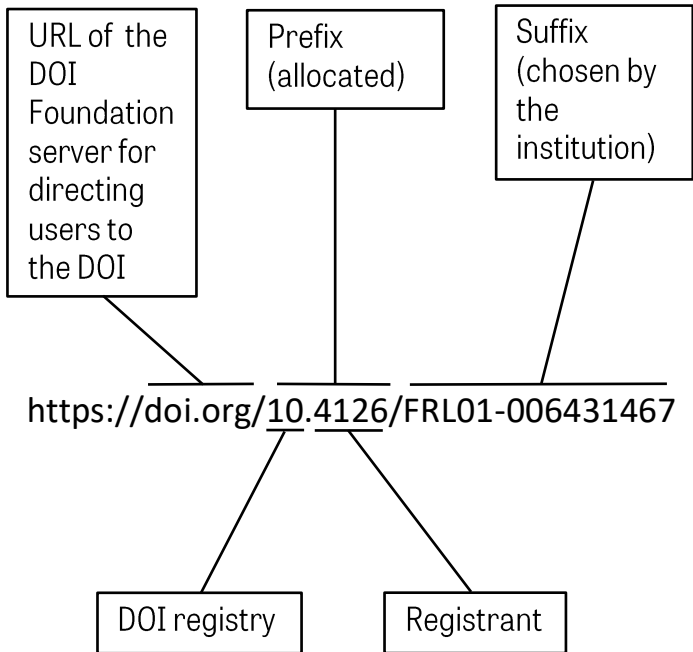 URL of the
DOI
Foundation
server for
directing
users to
the DOI
Prefix
(allocated)
Suffix
(chosen by
the
institution)
https://doi.org/10.4126/FRL01-006431467
DOI registry
Registrant